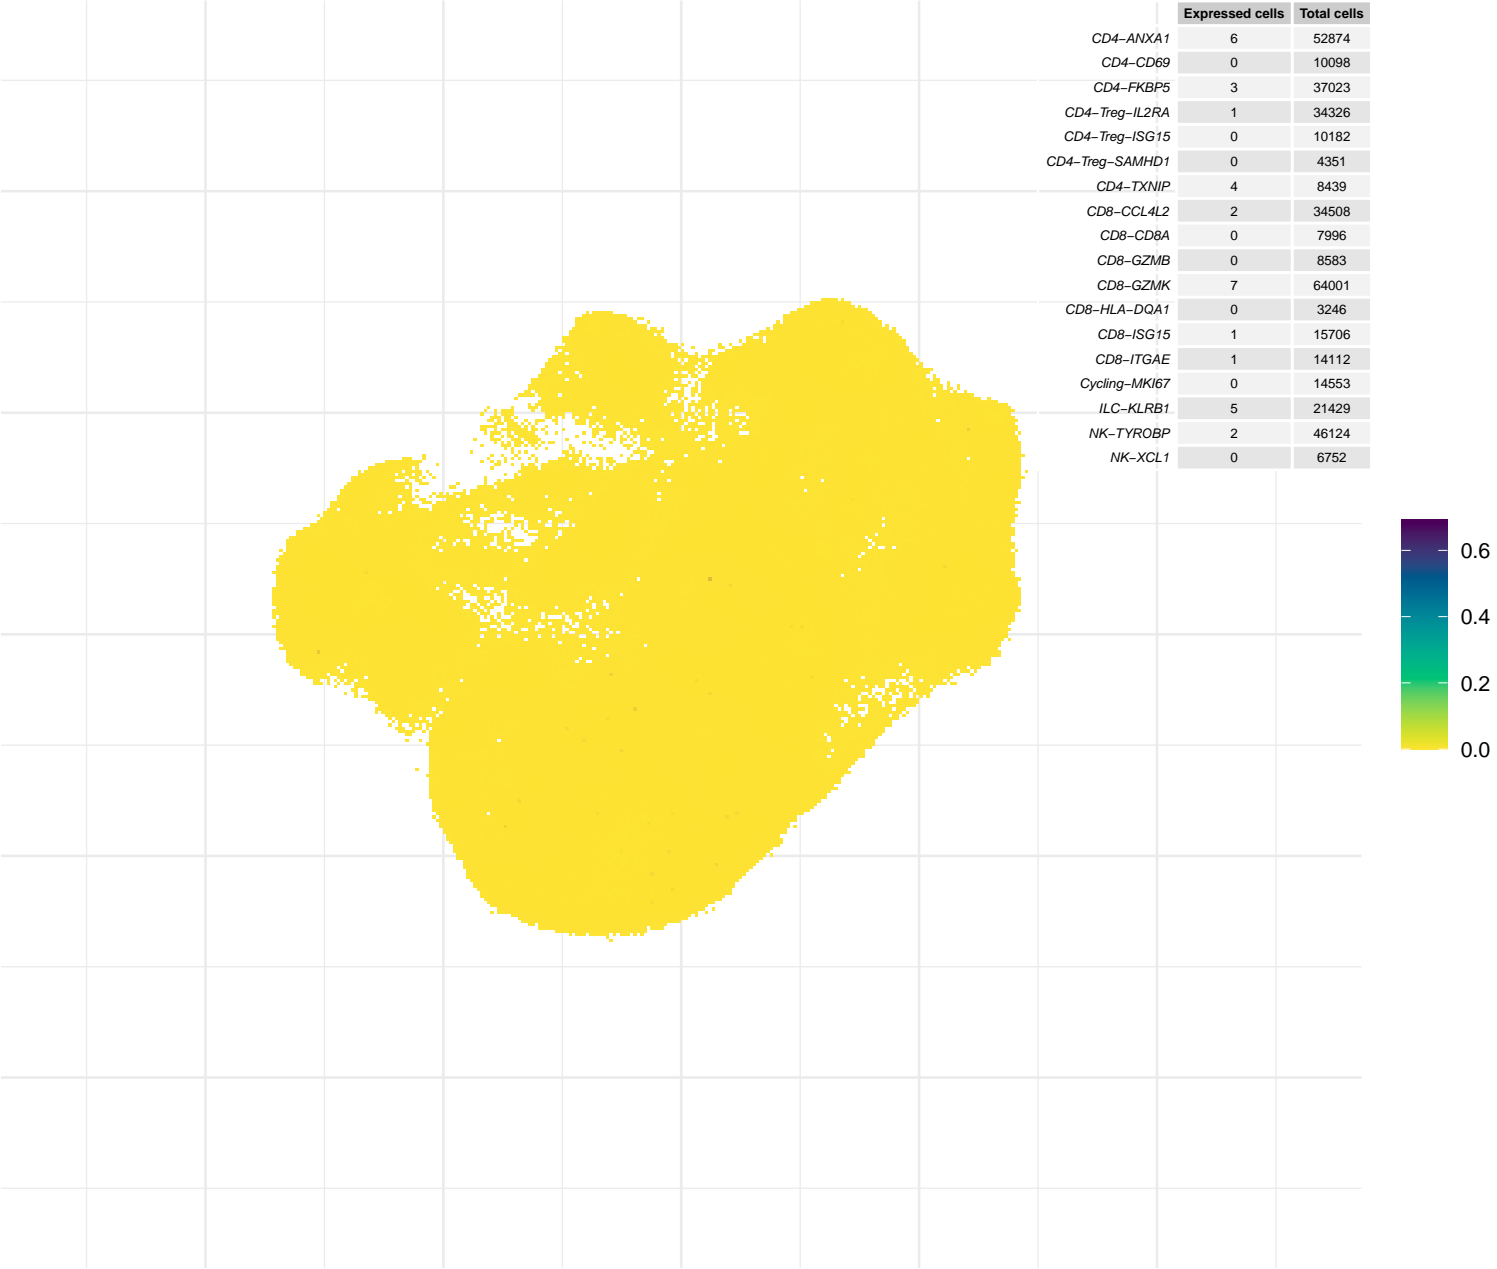 Expressed cells Total cells
CD4−ANXA1 6 52874
CD4−CD69 0 10098
CD4−FKBP5 3 37023
CD4−Treg−IL2RA 1 34326
CD4−Treg−ISG15 0 10182
CD4−Treg−SAMHD1 0 4351
CD4−TXNIP 4 8439
CD8−CCL4L2 2 34508
CD8−CD8A 0 7996
CD8−GZMB 0 8583
CD8−GZMK 7 64001
CD8−HLA−DQA1 0 3246
CD8−ISG15 1 15706
CD8−ITGAE 1 14112
Cycling−MKI67 0 14553
ILC−KLRB1 5 21429
NK−TYROBP 2 46124
NK−XCL1 0 6752
0.6
0.4
0.2
0.0